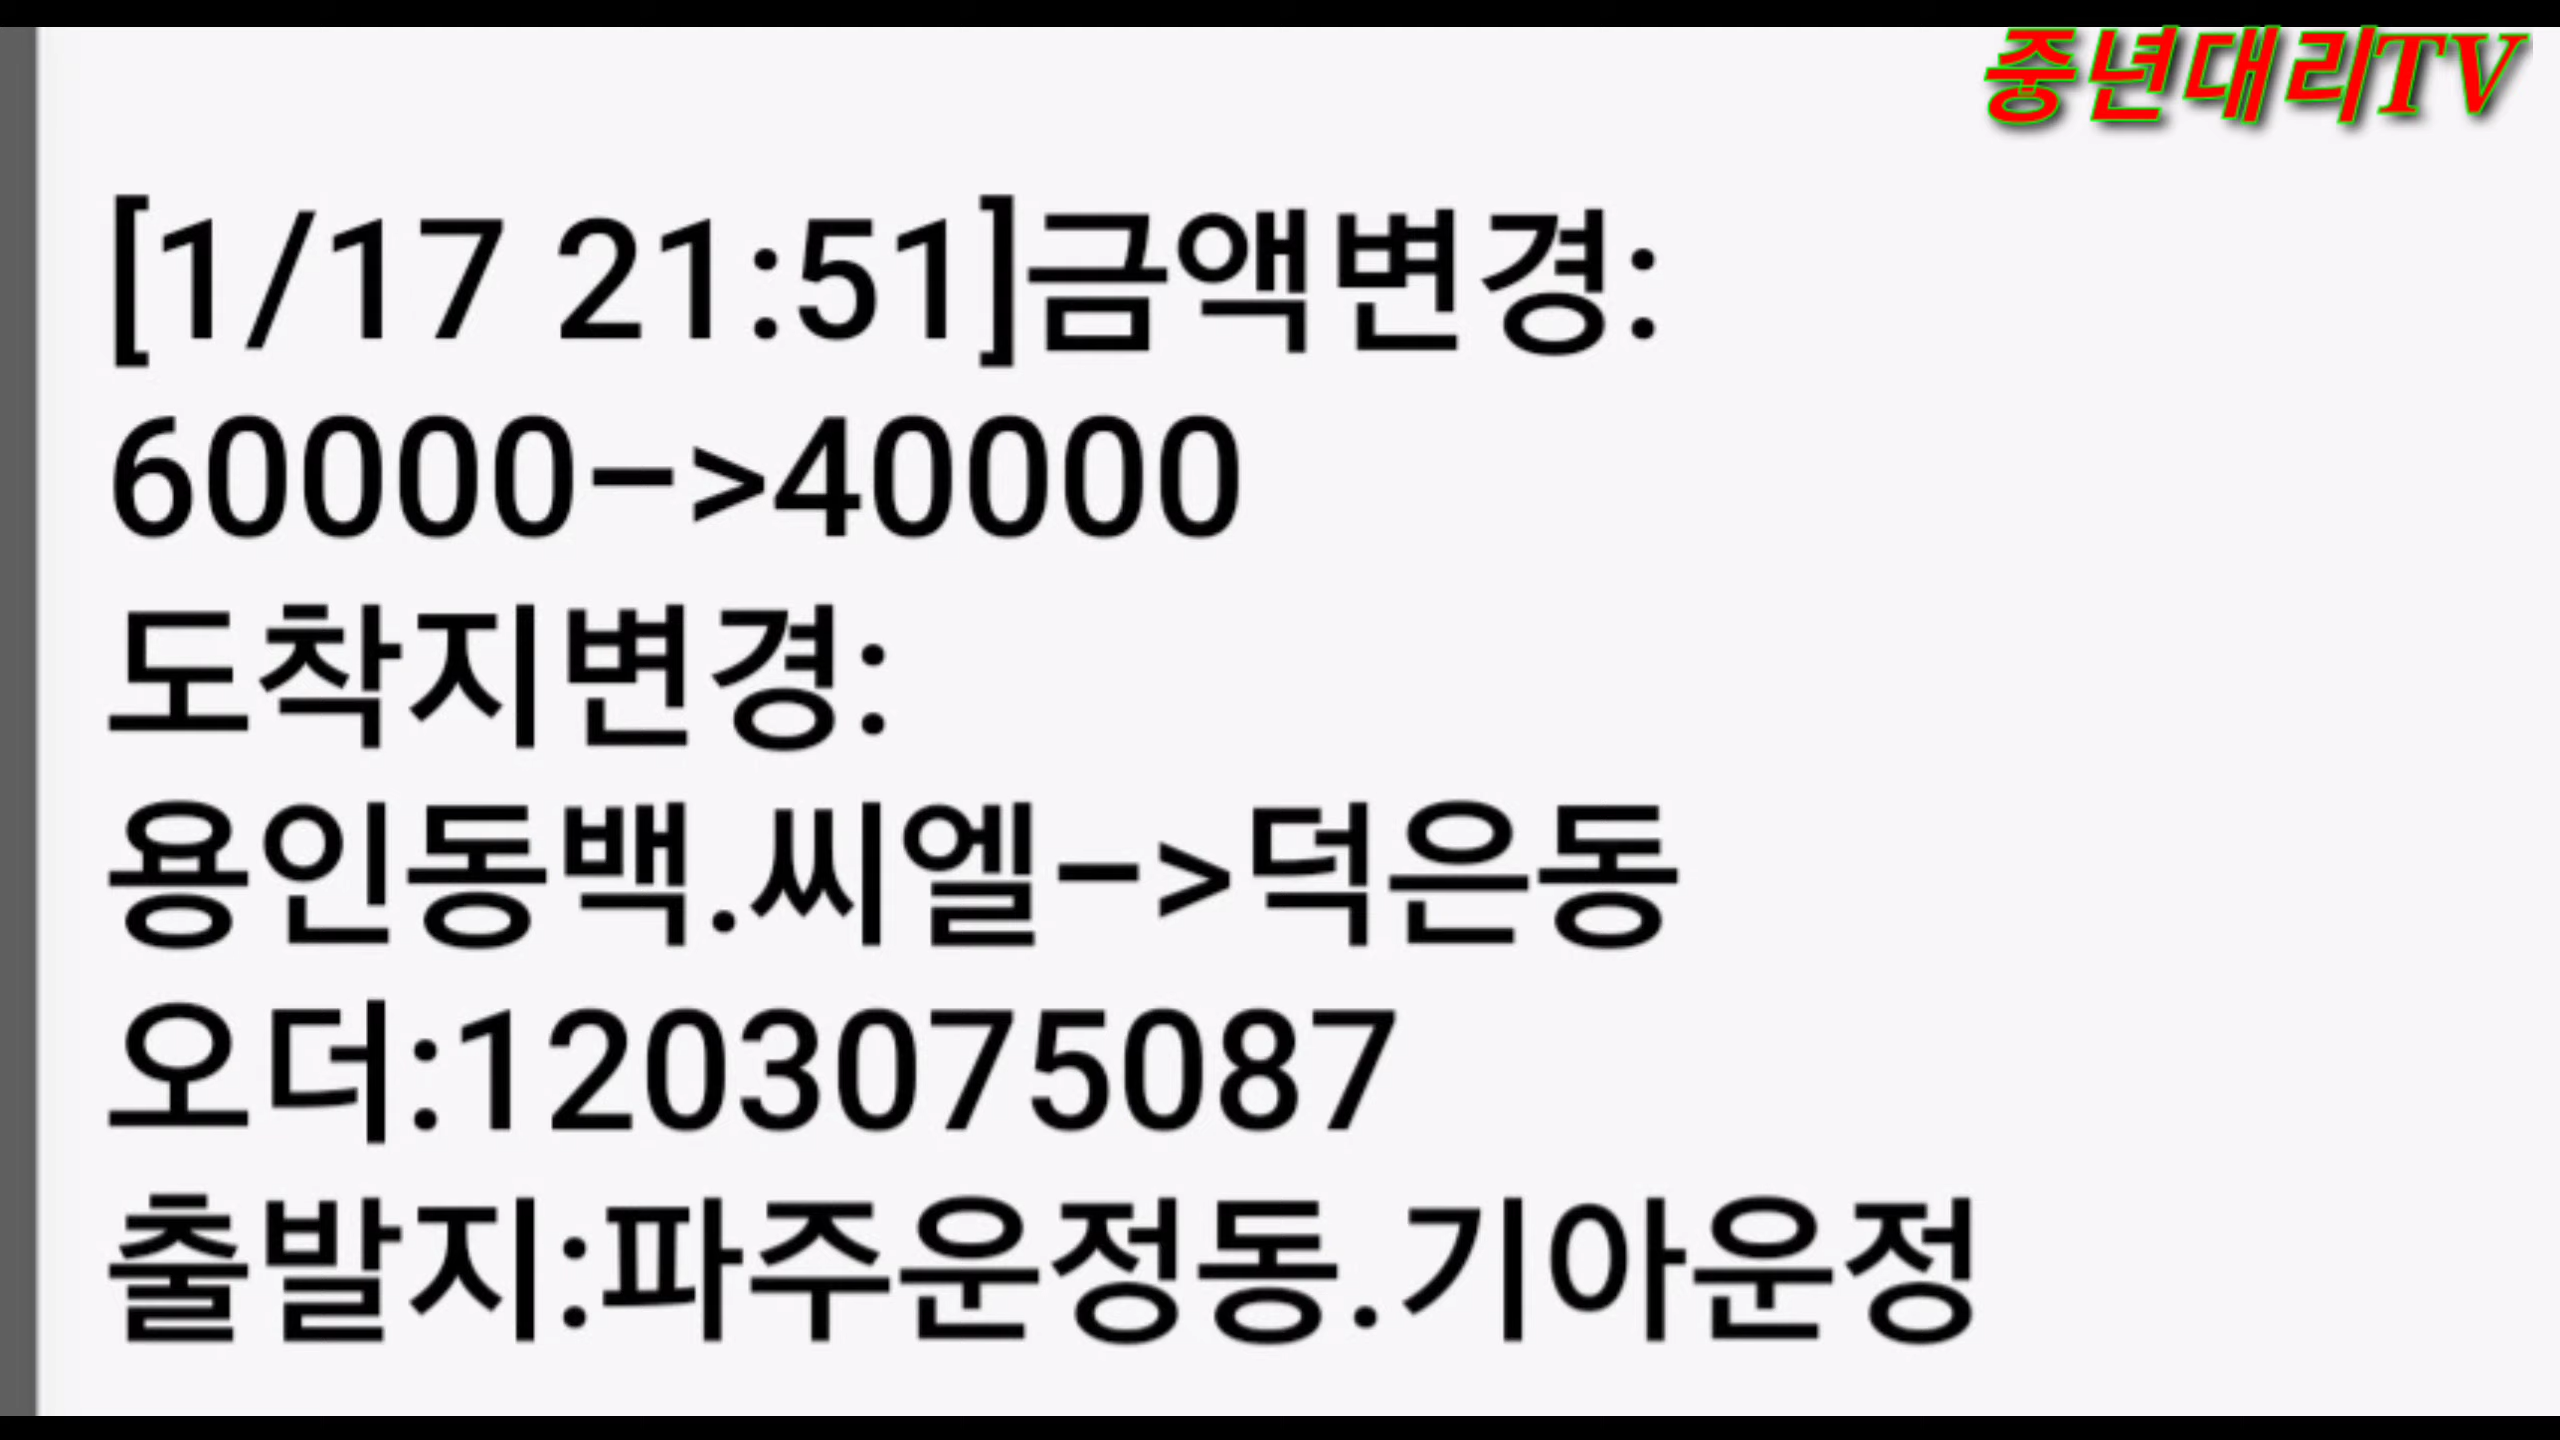 중년대리TV
[1/17 21:51]금액변경:
60000->40000
도착지변경:
용인동백.씨엘->덕은동
오더:1203075087
출발지:파주운정동.기아운정